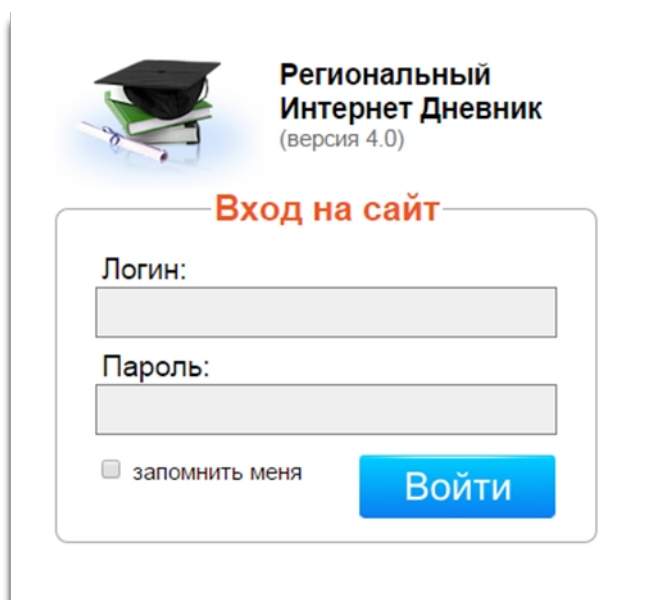 Региональный
Интернет Дневник
(версия 4.0)
Вход на сайт
Логин:
Пароль:
запомнить меня
Войти